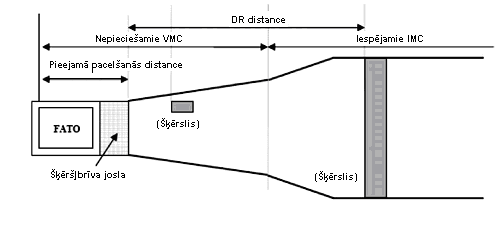 DR distance
Nepieciešamie VMC
Iespējamie IMC
Pieejamā pacelšanās distance
FATO
(Šķērslis)
(Šķērslis)
Šķēršļbrīva josla